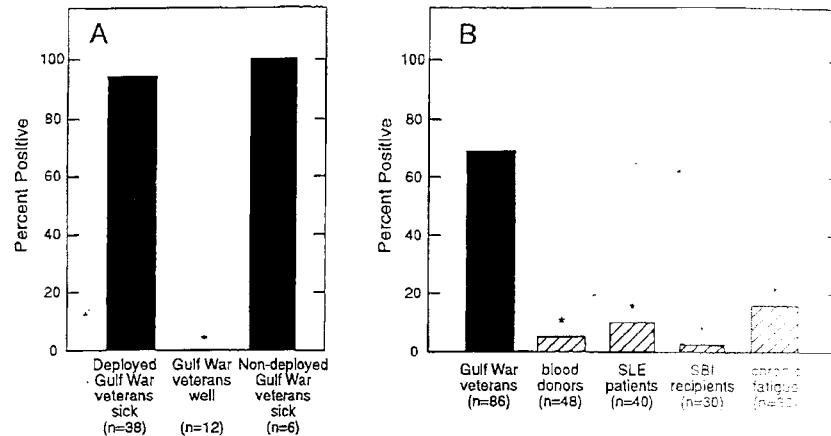 A
Percent Positive
100
80
60
40
20
0
Deployed
Gulf War
veterans
sick
(n=38)
Gulf War
veterans
well
(n=12)
Non-deployed
Gulf War
veterans
sick
(n=6)
*
B
Percent Positive
100
80
60
40
20
0
*
*
Gulf War
veterans
(n=86)
blood
donors
(n=48)
SLE
patients
(n=40)
SBI
recipients
(n=30)
chronic
fatigue